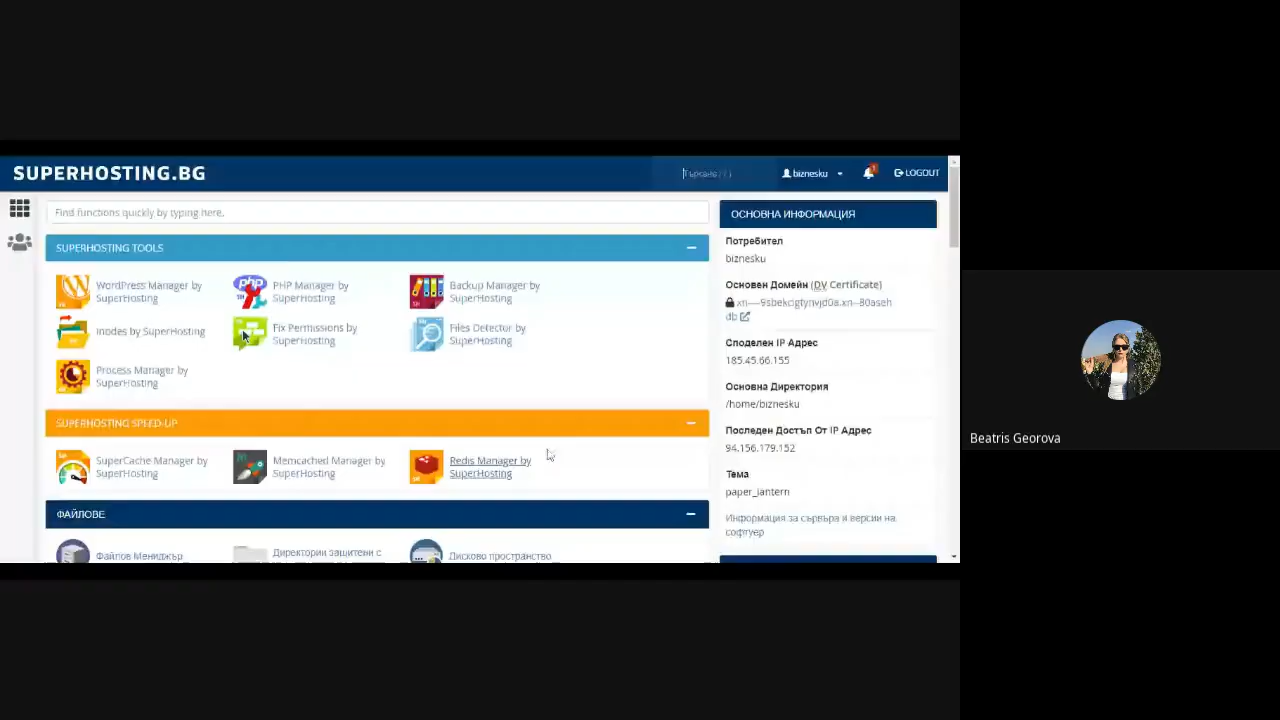 SUPERHOSTING.BG
Търсене ( / )
biznesku
1
LOGOUT
Find functions quickly by typing here.
SUPERHOSTING TOOLS
WordPress Manager by
SuperHosting
PHP Manager by
SuperHosting
Backup Manager by
SuperHosting
Inodes by SuperHosting
Fix Permissions by
SuperHosting
Files Detector by
SuperHosting
Process Manager by
SuperHosting
SUPERHOSTING SPEED-UP
SuperCache Manager by
SuperHosting
Memcached Manager by
SuperHosting
Redis Manager by
SuperHosting
ФАЙЛОВЕ
Файлов Мениджър
Директории защитени с
Дисково пространство
ОСНОВНА ИНФОРМАЦИЯ
Потребител
biznesku
Основен Домейн (DV Certificate)
db
Споделен IP Адрес
185.45.66.155
Основна Директория
/home/biznesku
Последен Достъп От IP Адрес
94.156.179.152
Тема
paper_lantern
Информация за сървъра и версии на
софтуер
Beatris Georova